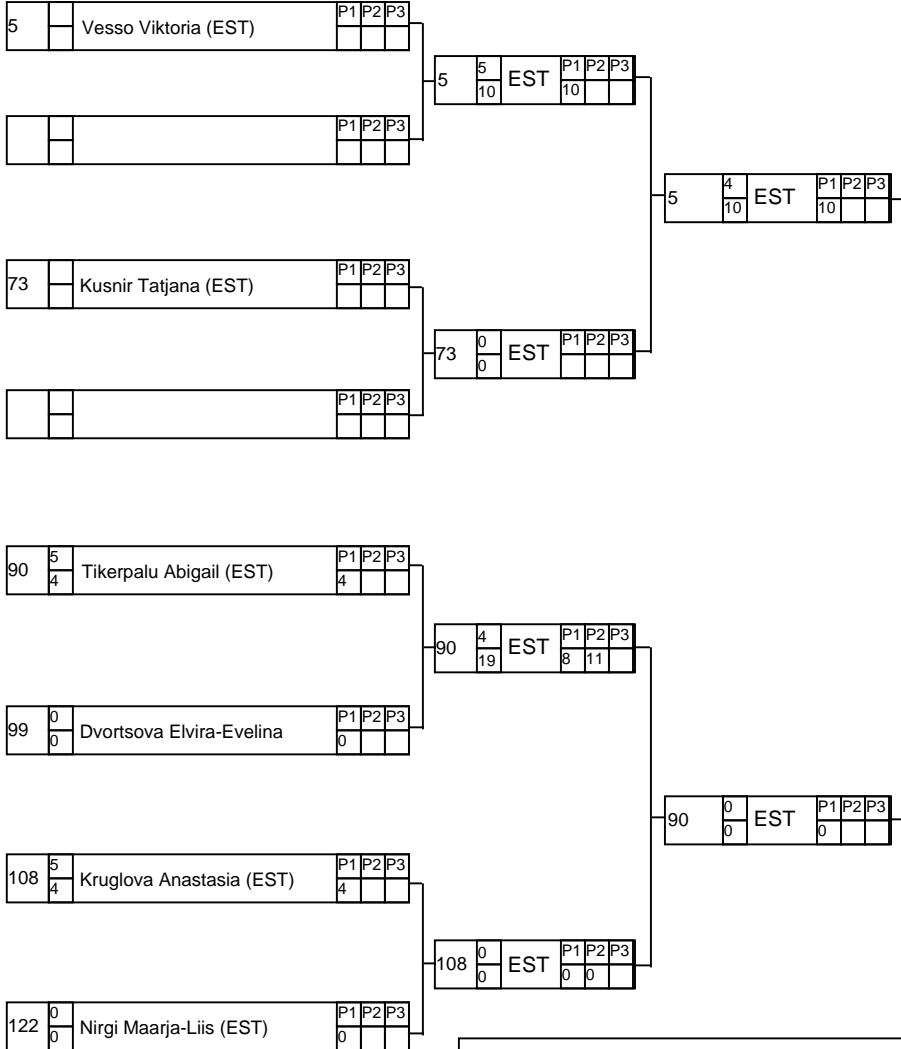 5 Vesso Viktoria (EST) P1 P2 P3
5 5 10 EST P1 P2 P3 10
P1 P2 P3
5 4 10 EST P1 P2 P3 10
73 Kusnir Tatjana (EST) P1 P2 P3
73 0 0 EST P1 P2 P3
P1 P2 P3
90 5 4 Tikerpalu Abigail (EST) P1 P2 P3 4
90 4 19 EST P1 P2 P3 8 11
99 0 0 Dvortsova Elvira-Evelina P1 P2 P3 0
90 0 0 EST P1 P2 P3 0
108 5 4 Kruglova Anastasia (EST) P1 P2 P3 4
108 0 0 EST P1 P2 P3 0 0
122 0 0 Nirgi Maarja-Liis (EST) P1 P2 P3 0